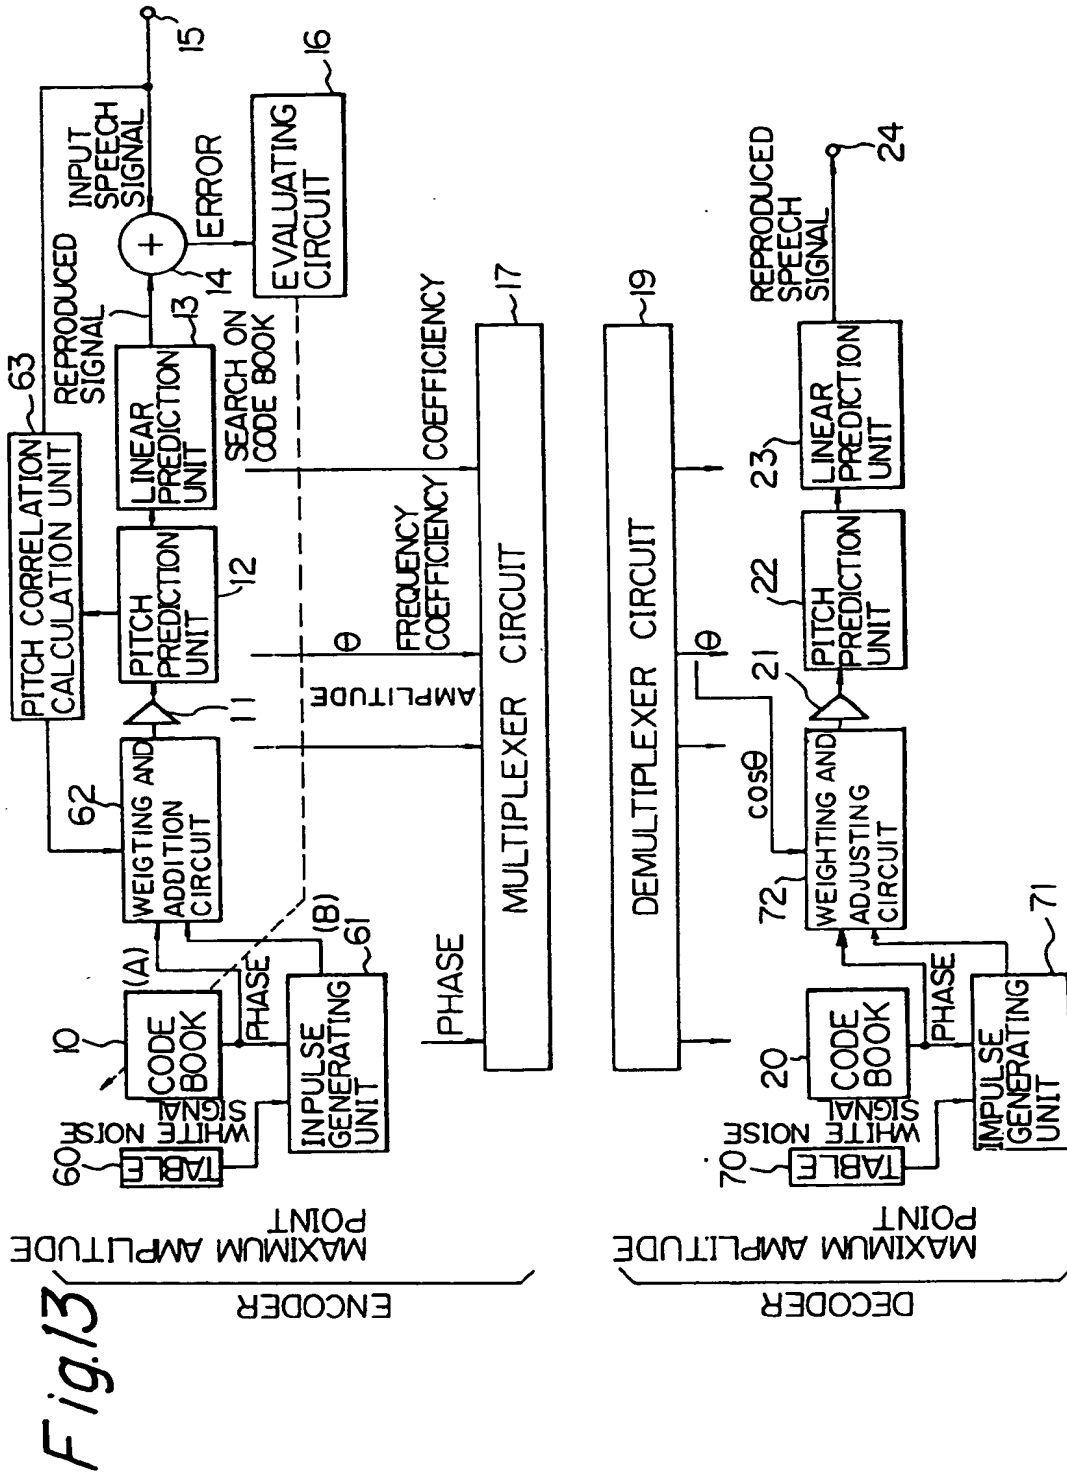 Fig.13
ENCODER
MAXIMUM AMPLITUDE
POINT
60
TABLE
WHITE NOISE
SIGNAL
10
CODE
BOOK
PHASE
INPULSE
GENERATING
UNIT
61
(A)
(B)
62
WEIGTING AND
ADDITION
CIRCUIT
11
PITCH CORRELATION
CALCULATION UNIT
63
PITCH
PREDICTION
UNIT
12
LINEAR
PREDICTION
UNIT
13
REPRODUCED
SIGNAL
14
+
INPUT
SPEECH
SIGNAL
15
ERROR
EVALUATING
CIRCUIT
16
SEARCH ON
CODE BOOK
PHASE
AMPLITUDE
θ
FREQUENCY
COEFFICIENCY
COEFFICIENCY
MULTIPLEXER CIRCUIT
17
DECODER
MAXIMUM AMPLITUDE
POINT
DEMULTIPLEXER CIRCUIT
19
θ
cosθ
70
TABLE
WHITE NOISE
SIGNAL
20
CODE
BOOK
PHASE
IMPULSE
GENERATING
UNIT
71
72
WEIGHTING AND
ADJUSTING
CIRCUIT
21
22
PITCH
PREDICTION
UNIT
23
LINEAR
PREDICTION
UNIT
REPRODUCED
SPEECH
SIGNAL
24